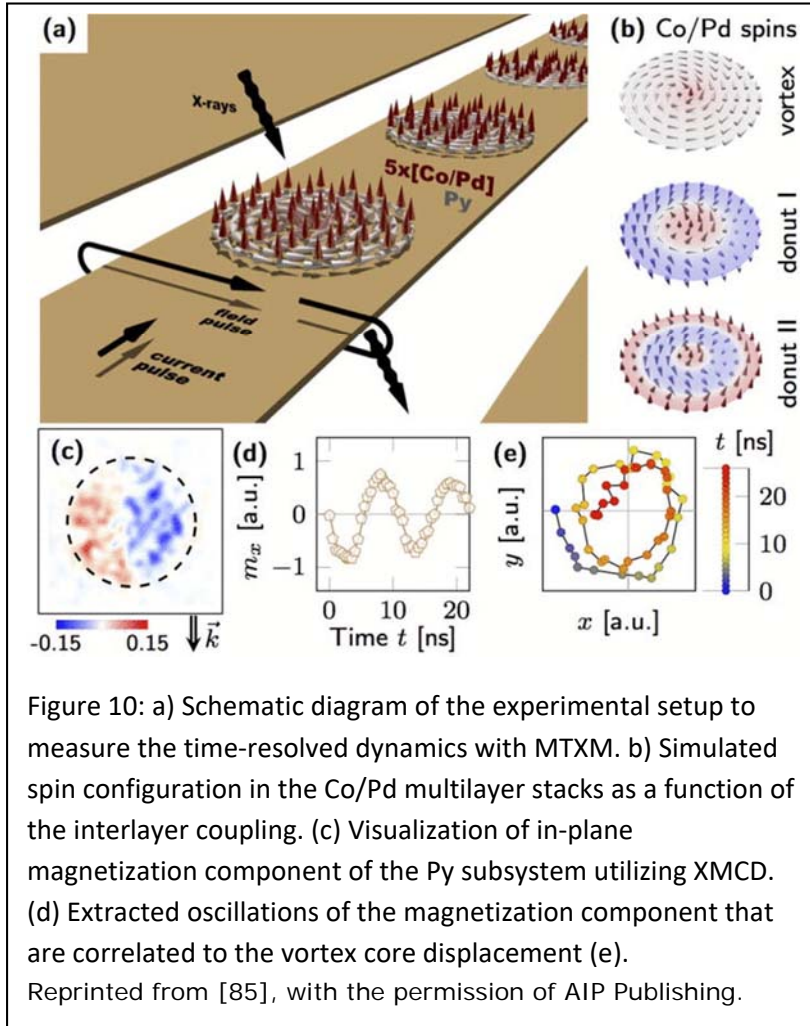 (a)
X-rays
5x[Co/Pd]
Py
field
pulse
current
pulse
(b) Co/Pd spins
vortex
donut I
donut II
(c)
-0.15 0.15 k⃗
(d)
1
0
−1
m_x [a.u.]
0 10 20
Time t [ns]
(e)
y [a.u.]
x [a.u.]
t [ns]
20
10
0
Figure 10: a) Schematic diagram of the experimental setup to
measure the time-resolved dynamics with MTXM. b) Simulated
spin configuration in the Co/Pd multilayer stacks as a function of
the interlayer coupling. (c) Visualization of in-plane
magnetization component of the Py subsystem utilizing XMCD.
(d) Extracted oscillations of the magnetization component that
are correlated to the vortex core displacement (e).
Reprinted from [85], with the permission of AIP Publishing.